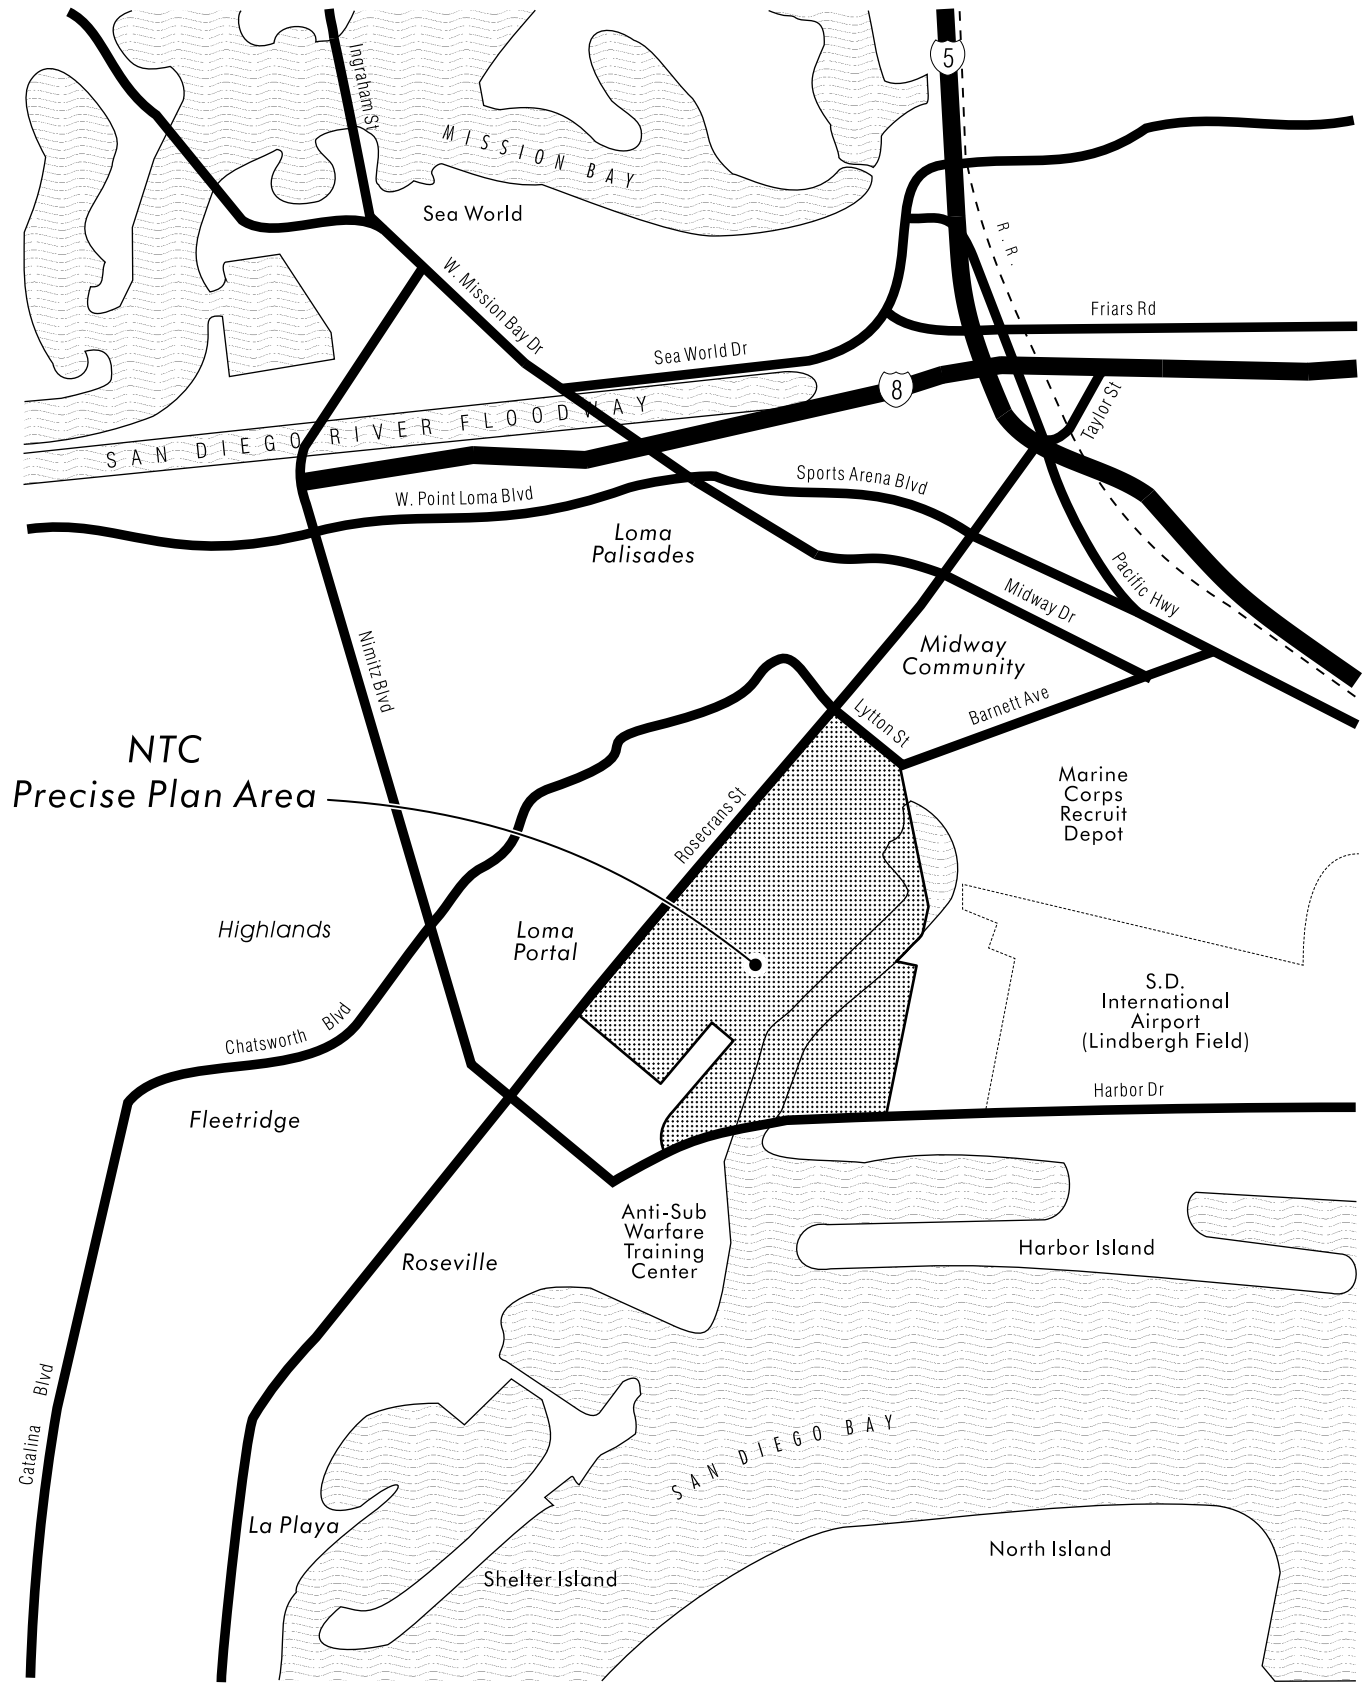 5
Ingraham St
MISSION BAY
Sea World
R. R.
W. Mission Bay Dr
Friars Rd
Sea World Dr
8
Taylor St
SAN DIEGO RIVER FLOODWAY
Sports Arena Blvd
W. Point Loma Blvd
Loma
Palisades
Pacific Hwy
Midway Dr
Nimitz Blvd
Midway
Community
Barnett Ave
Lytton St
NTC
Precise Plan Area
Marine
Corps
Recruit
Depot
Rosecrans St
Highlands
Loma
Portal
S.D.
International
Airport
(Lindbergh Field)
Chatsworth Blvd
Harbor Dr
Fleetridge
Anti-Sub
Warfare
Training
Center
Harbor Island
Roseville
Catalina Blvd
SAN DIEGO BAY
La Playa
North Island
Shelter Island